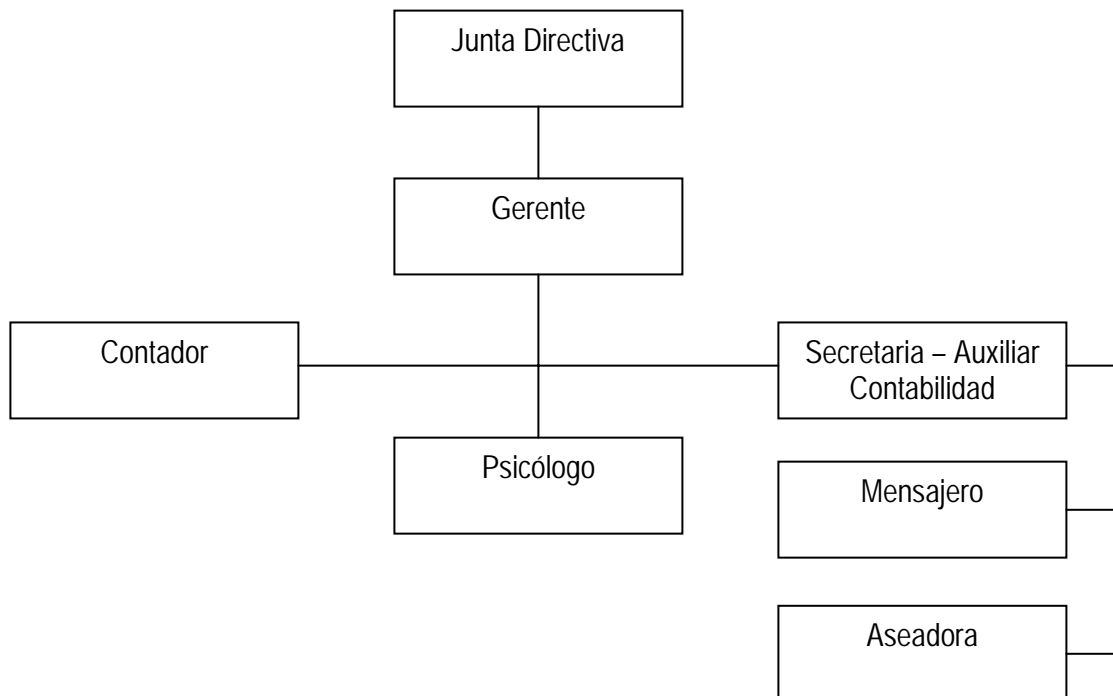 Junta Directiva
Gerente
Contador
Secretaria – Auxiliar
Contabilidad
Psicólogo
Mensajero
Aseadora